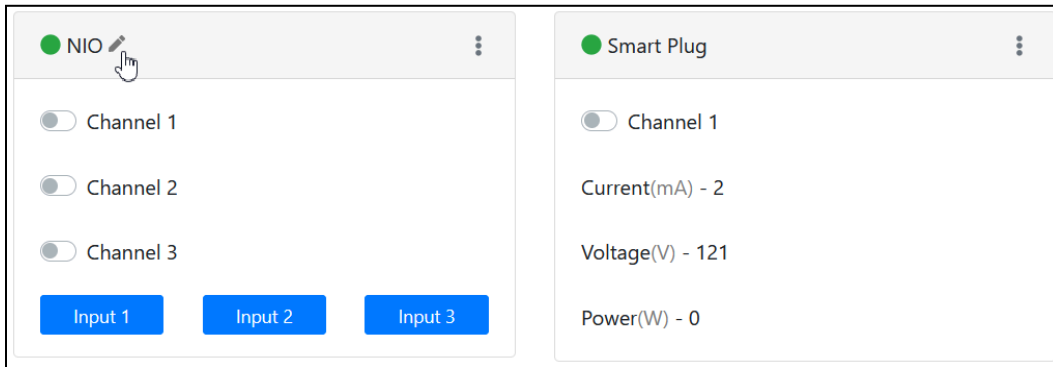 NIO
Channel 1
Channel 2
Channel 3
Input 1 Input 2 Input 3
Smart Plug
Channel 1
Current(mA) - 2
Voltage(V) - 121
Power(W) - 0